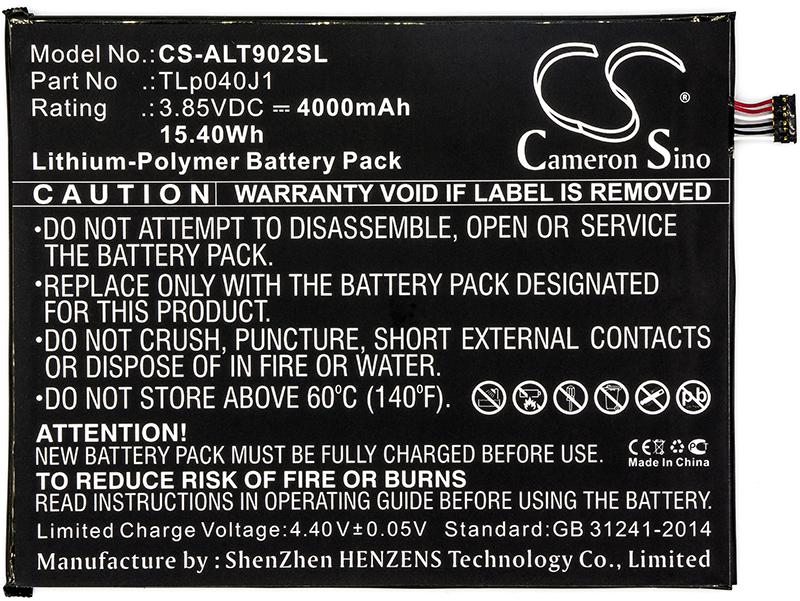 Model No.: CS-ALT902SL
Part No .: TLp040J1
Rating .: 3.85VDC ⎓ 4000mAh
15.40Wh
Lithium-Polymer Battery Pack
CS
®
Cameron Sino
CAUTION WARRANTY VOID IF LABEL IS REMOVED
•DO NOT ATTEMPT TO DISASSEMBLE, OPEN OR SERVICE
THE BATTERY PACK.
•REPLACE ONLY WITH THE BATTERY PACK DESIGNATED
FOR THIS PRODUCT.
•DO NOT CRUSH, PUNCTURE, SHORT EXTERNAL CONTACTS
OR DISPOSE OF IN FIRE OR WATER.
•DO NOT STORE ABOVE 60℃ (140℉).
Pb
ATTENTION!
NEW BATTERY PACK MUST BE FULLY CHARGED BEFORE USE.
CE
PCT
Made in China
TO REDUCE RISK OF FIRE OR BURNS
READ INSTRUCTIONS IN OPERATING GUIDE BEFORE USING THE BATTERY.
Limited Charge Voltage:4.40V±0.05V Standard:GB 31241-2014
Manufacture by : ShenZhen HENZENS Technology Co., Limited